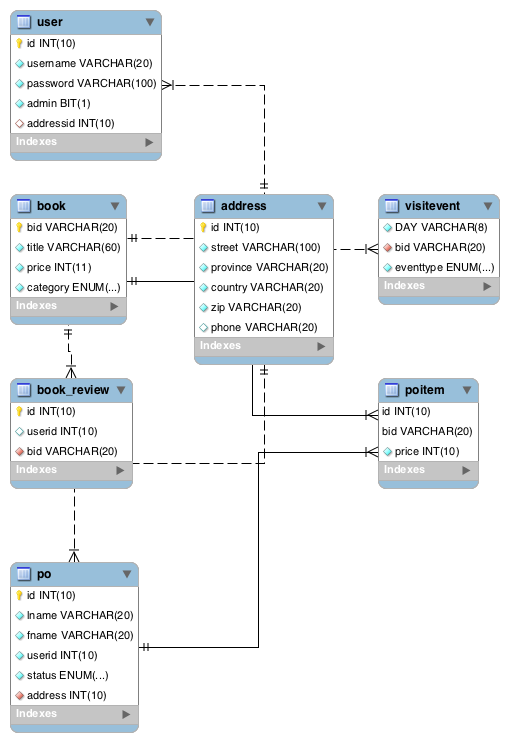 user
id INT(10)
username VARCHAR(20)
password VARCHAR(100)
admin BIT(1)
addressid INT(10)
Indexes
book
bid VARCHAR(20)
title VARCHAR(60)
price INT(11)
category ENUM(...)
Indexes
address
id INT(10)
street VARCHAR(100)
province VARCHAR(20)
country VARCHAR(20)
zip VARCHAR(20)
phone VARCHAR(20)
Indexes
visitevent
DAY VARCHAR(8)
bid VARCHAR(20)
eventtype ENUM(...)
Indexes
book_review
id INT(10)
userid INT(10)
bid VARCHAR(20)
Indexes
poitem
id INT(10)
bid VARCHAR(20)
price INT(10)
Indexes
po
id INT(10)
lname VARCHAR(20)
fname VARCHAR(20)
userid INT(10)
status ENUM(...)
address INT(10)
Indexes